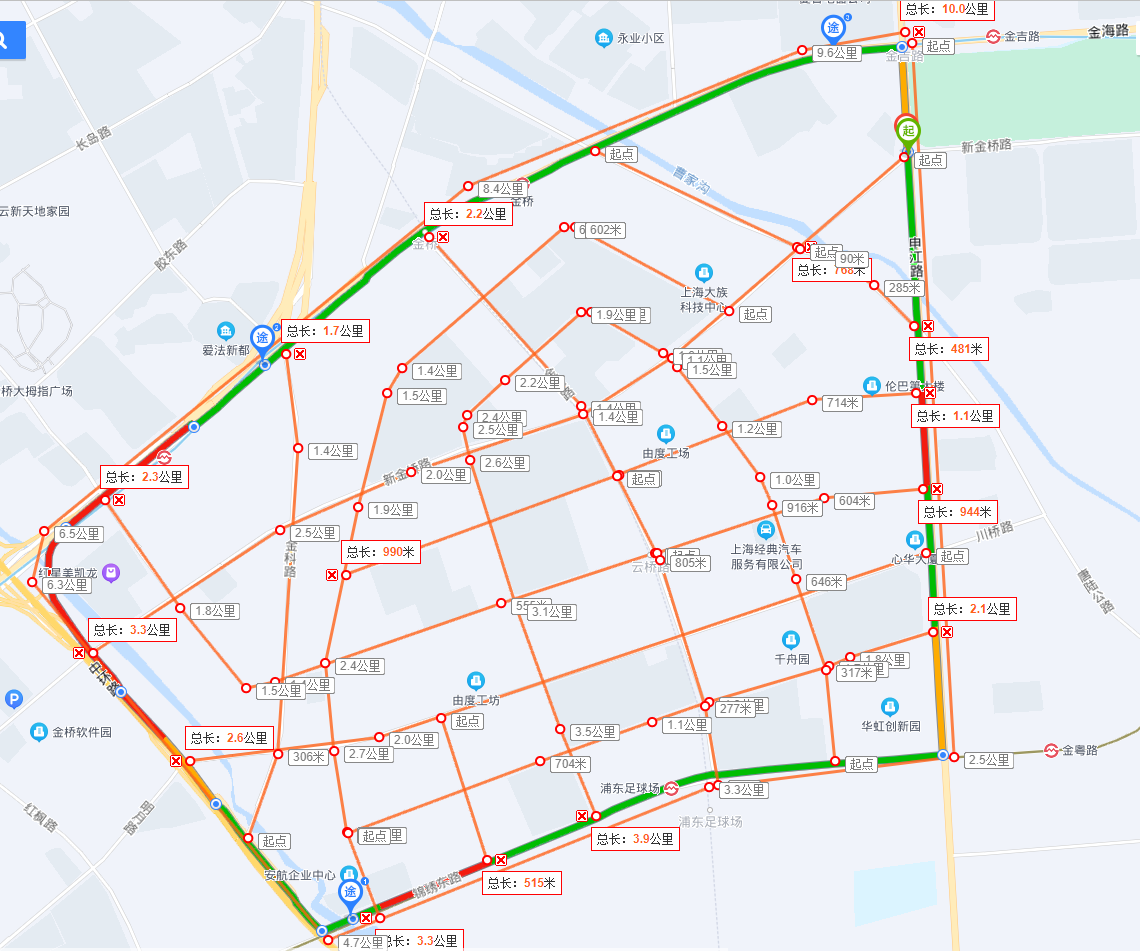 总长：10.0公里
永业小区
途
金吉路
金海路
9.6公里
起点
金吉路
起
长岛路
起点
起点
新金桥路
曹家沟
8.4公里
金桥
云新天地家园
总长：2.2公里
6
602米
申江路
胶东路
起点
90米
总长：768米
上海大族
科技中心
285米
起点
1.9公里
途
总长：1.7公里
爱法新都
总长：481米
1.1公里
1.5公里
1.4公里
桥大拇指广场
1.5公里
2.2公里
714米
伦巴第大楼
1.4公里
1.4公里
总长：1.1公里
2.4公里
2.5公里
1.2公里
1.4公里
由度工场
新金桥路
2.6公里
总长：2.3公里
2.0公里
起点
1.0公里
604米
916米
1.9公里
总长：944米
6.5公里
2.5公里
川桥路
金科路
总长：990米
起点
上海经典汽车
服务有限公司
心华大厦
起点
805米
云桥路
红星美凯龙
6.3公里
646米
唐陆公路
555米
3.1公里
1.8公里
总长：2.1公里
总长：3.3公里
千舟园
2.4公里
1.8公里
317米
申江路
1.4公里
1.5公里
由度工坊
P
277米
起点
1.1公里
华虹创新园
金桥软件园
3.5公里
总长：2.6公里
2.0公里
306米
2.7公里
704米
起点
金粤路
2.5公里
浦东足球场
3.3公里
红枫路
明月路
浦东足球场
起点
起点
总长：3.9公里
安航企业中心
途
锦绣东路
总长：515米
4.7公里
总长：3.3公里